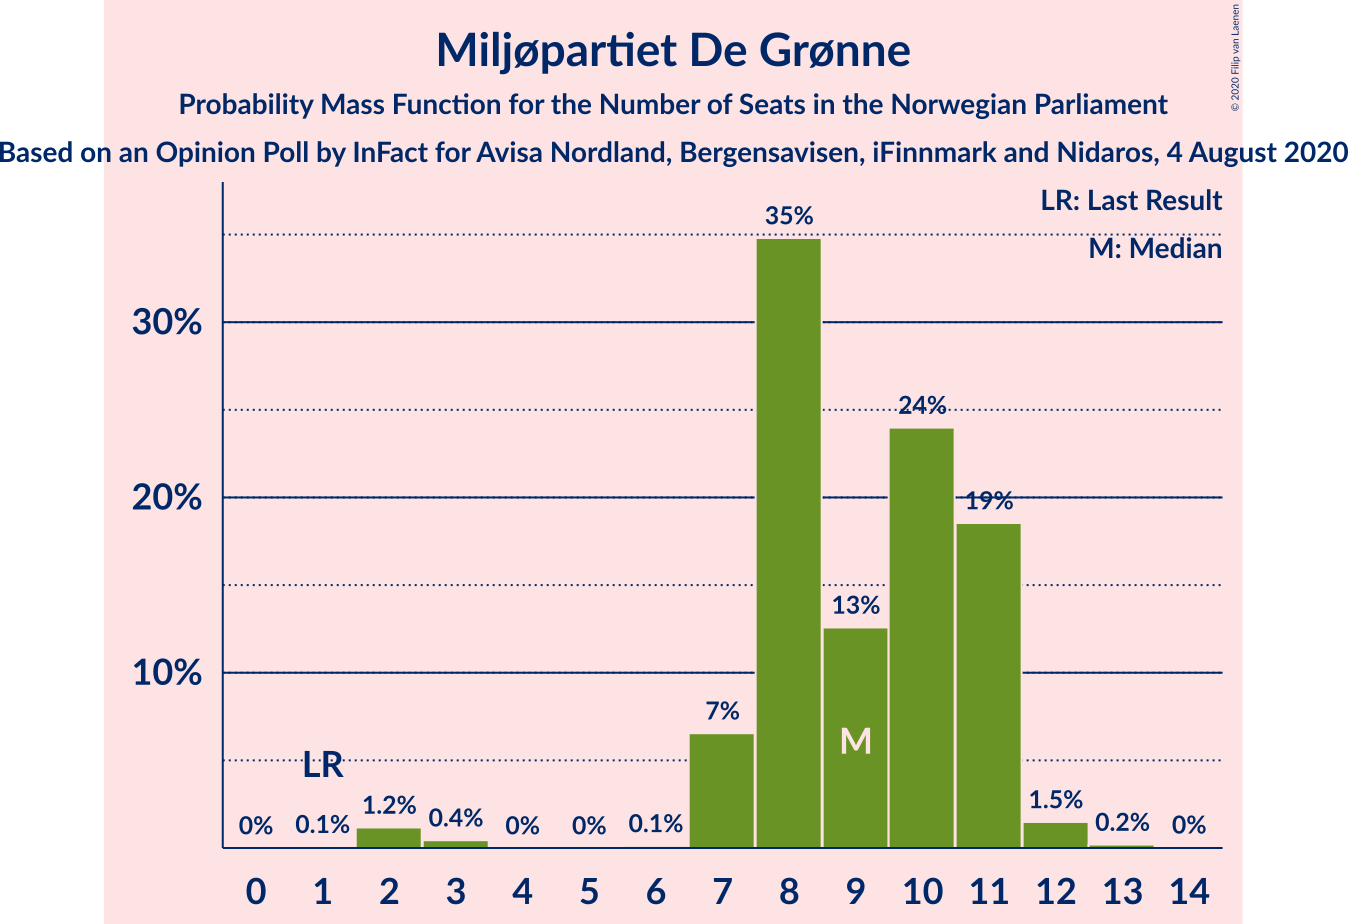 Miljøpartiet De Grønne
Probability Mass Function for the Number of Seats in the Norwegian Parliament
Based on an Opinion Poll by InFact for Avisa Nordland, Bergensavisen, iFinnmark and Nidaros, 4 August 2020
© 2020 Filip van Laenen
LR: Last Result
M: Median
35%
30%
24%
20%
19%
13%
10%
7%
M
LR
0%
0.1%
1.2%
0.4%
0%
0%
0.1%
1.5%
0.2%
0%
0 1 2 3 4 5 6 7 8 9 10 11 12 13 14